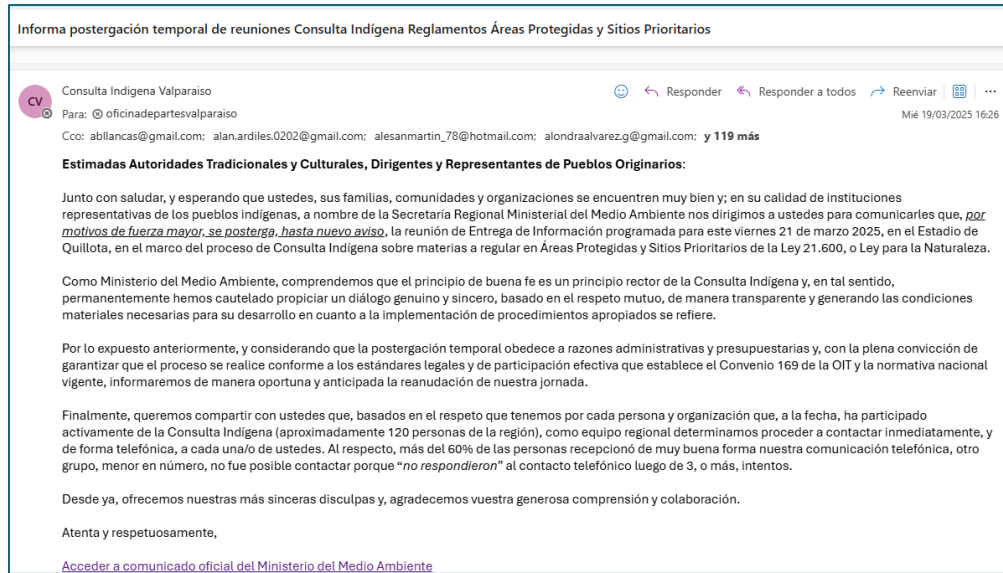 Informa postergación temporal de reuniones Consulta Indígena Reglamentos Áreas Protegidas y Sitios Prioritarios
CV
Consulta Indigena Valparaiso
Responder
Responder a todos
Reenviar
Para: oficinadepartesvalparaiso
Mié 19/03/2025 16:26
Cco: abllancas@gmail.com; alan.ardiles.0202@gmail.com; alesanmartin_78@hotmail.com; alondraalvarez.g@gmail.com; y 119 más
Estimadas Autoridades Tradicionales y Culturales, Dirigentes y Representantes de Pueblos Originarios:
Junto con saludar, y esperando que ustedes, sus familias, comunidades y organizaciones se encuentren muy bien y; en su calidad de instituciones
representativas de los pueblos indígenas, a nombre de la Secretaría Regional Ministerial del Medio Ambiente nos dirigimos a ustedes para comunicarles que, por
motivos de fuerza mayor, se posterga, hasta nuevo aviso, la reunión de Entrega de Información programada para este viernes 21 de marzo 2025, en el Estadio de
Quillota, en el marco del proceso de Consulta Indígena sobre materias a regular en Áreas Protegidas y Sitios Prioritarios de la Ley 21.600, o Ley para la Naturaleza.
Como Ministerio del Medio Ambiente, comprendemos que el principio de buena fe es un principio rector de la Consulta Indígena y, en tal sentido,
permanentemente hemos cautelado propiciar un diálogo genuino y sincero, basado en el respeto mutuo, de manera transparente y generando las condiciones
materiales necesarias para su desarrollo en cuanto a la implementación de procedimientos apropiados se refiere.
Por lo expuesto anteriormente, y considerando que la postergación temporal obedece a razones administrativas y presupuestarias y, con la plena convicción de
garantizar que el proceso se realice conforme a los estándares legales y de participación efectiva que establece el Convenio 169 de la OIT y la normativa nacional
vigente, informaremos de manera oportuna y anticipada la reanudación de nuestra jornada.
Finalmente, queremos compartir con ustedes que, basados en el respeto que tenemos por cada persona y organización que, a la fecha, ha participado
activamente de la Consulta Indígena (aproximadamente 120 personas de la región), como equipo regional determinamos proceder a contactar inmediatamente, y
de forma telefónica, a cada una/o de ustedes. Al respecto, más del 60% de las personas recepcionó de muy buena forma nuestra comunicación telefónica, otro
grupo, menor en número, no fue posible contactar porque "no respondieron" al contacto telefónico luego de 3, o más, intentos.
Desde ya, ofrecemos nuestras más sinceras disculpas y, agradecemos vuestra generosa comprensión y colaboración.
Atenta y respetuosamente,
Acceder a comunicado oficial del Ministerio del Medio Ambiente